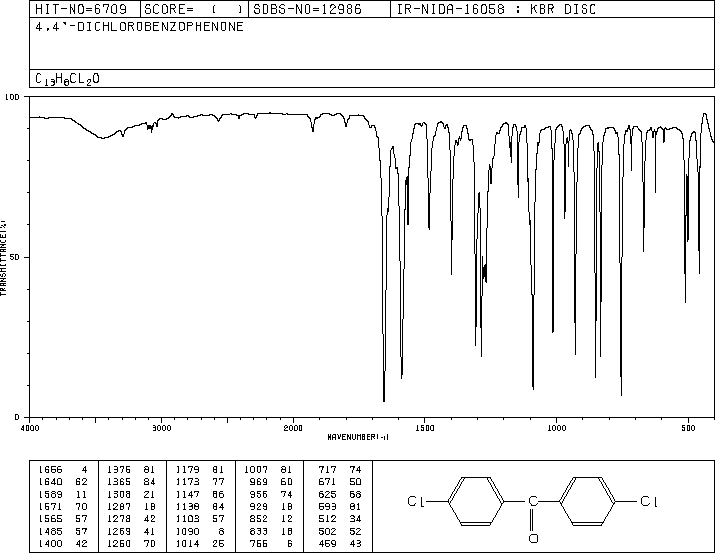 HIT-NO=6709 SCORE= ( ) SDBS-NO=12986 IR-NIDA-16058 : KBR DISC
4,4'-DICHLOROBENZOPHENONE
C13H8CL2O
100
50
0
TRANSMITTANCE(%)
4000 3000 2000 1500 1000 500
WAVENUMBER(-1)
1656 4 1376 81 1179 81 1007 81 717 74
1640 62 1365 84 1173 77 969 60 671 50
1589 11 1308 21 1147 86 956 74 625 68
1571 70 1287 18 1138 84 929 18 593 81
1565 57 1278 42 1103 57 852 12 512 34
1485 57 1269 41 1090 8 833 18 502 52
1400 42 1260 70 1014 25 755 6 459 43
Cl C Cl
O